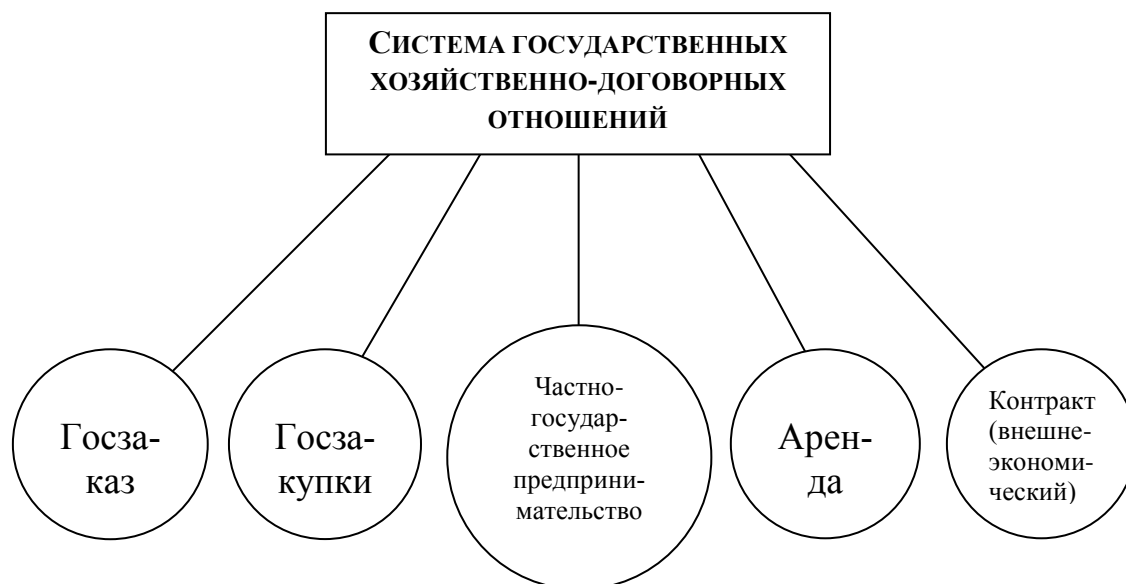 СИСТЕМА ГОСУДАРСТВЕННЫХ
ХОЗЯЙСТВЕННО-ДОГОВОРНЫХ
ОТНОШЕНИЙ
Госза-
каз
Госза-
купки
Частно-
государ-
ственное
предприни-
мательство
Арен-
да
Контракт
(внешне-
экономи-
ческий)